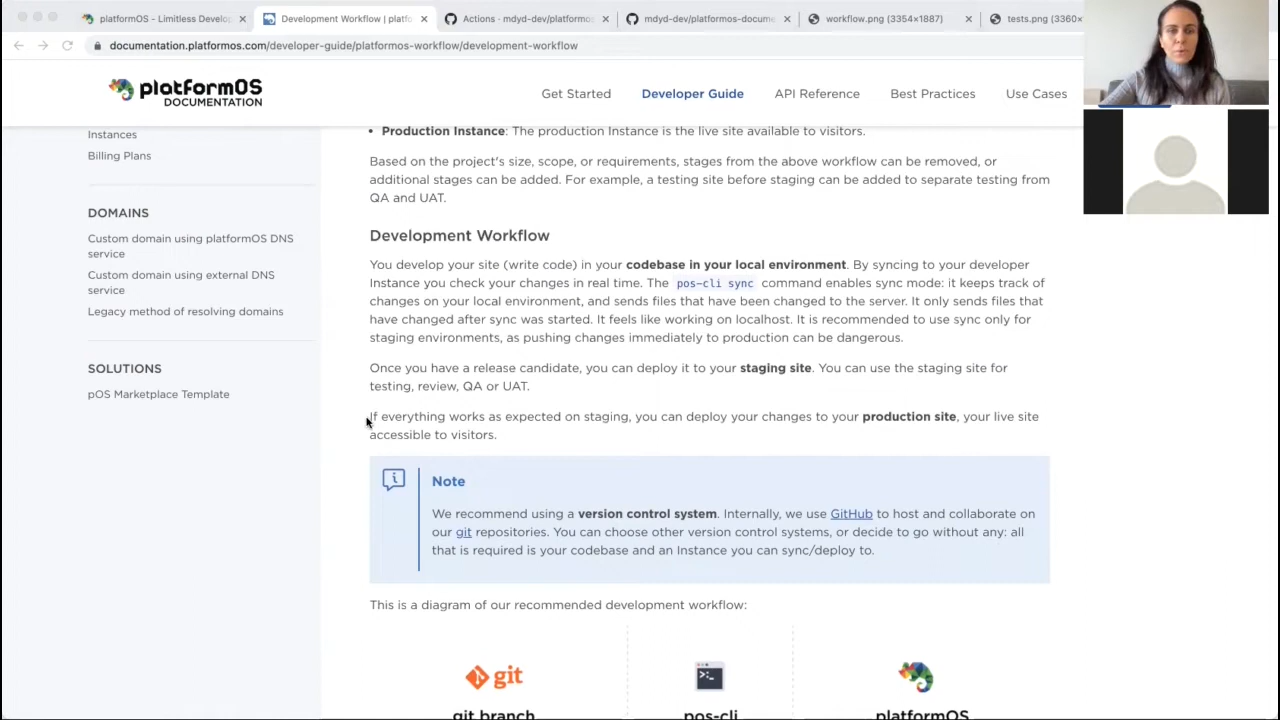 platformOS - Limitless Develo
Development Workflow | platf
Actions · mdyd-dev/platformos
mdyd-dev/platformos-docume
workflow.png (3354×1887)
tests.png (3360×
documentation.platformos.com/developer-guide/platformos-workflow/development-workflow
platformOS
DOCUMENTATION
Get Started
Developer Guide
API Reference
Best Practices
Use Cases
Instances
Billing Plans
DOMAINS
Custom domain using platformOS DNS
service
Custom domain using external DNS
service
Legacy method of resolving domains
SOLUTIONS
pOS Marketplace Template
• Production Instance: The production Instance is the live site available to visitors.
Based on the project's size, scope, or requirements, stages from the above workflow can be removed, or
additional stages can be added. For example, a testing site before staging can be added to separate testing from
QA and UAT.
Development Workflow
You develop your site (write code) in your codebase in your local environment. By syncing to your developer
Instance you check your changes in real time. The pos-cli sync command enables sync mode: it keeps track of
changes on your local environment, and sends files that have been changed to the server. It only sends files that
have changed after sync was started. It feels like working on localhost. It is recommended to use sync only for
staging environments, as pushing changes immediately to production can be dangerous.
Once you have a release candidate, you can deploy it to your staging site. You can use the staging site for
testing, review, QA or UAT.
If everything works as expected on staging, you can deploy your changes to your production site, your live site
accessible to visitors.
Note
We recommend using a version control system. Internally, we use GitHub to host and collaborate on
our git repositories. You can choose other version control systems, or decide to go without any: all
that is required is your codebase and an Instance you can sync/deploy to.
This is a diagram of our recommended development workflow:
git
git branch
pos-cli
platformOS